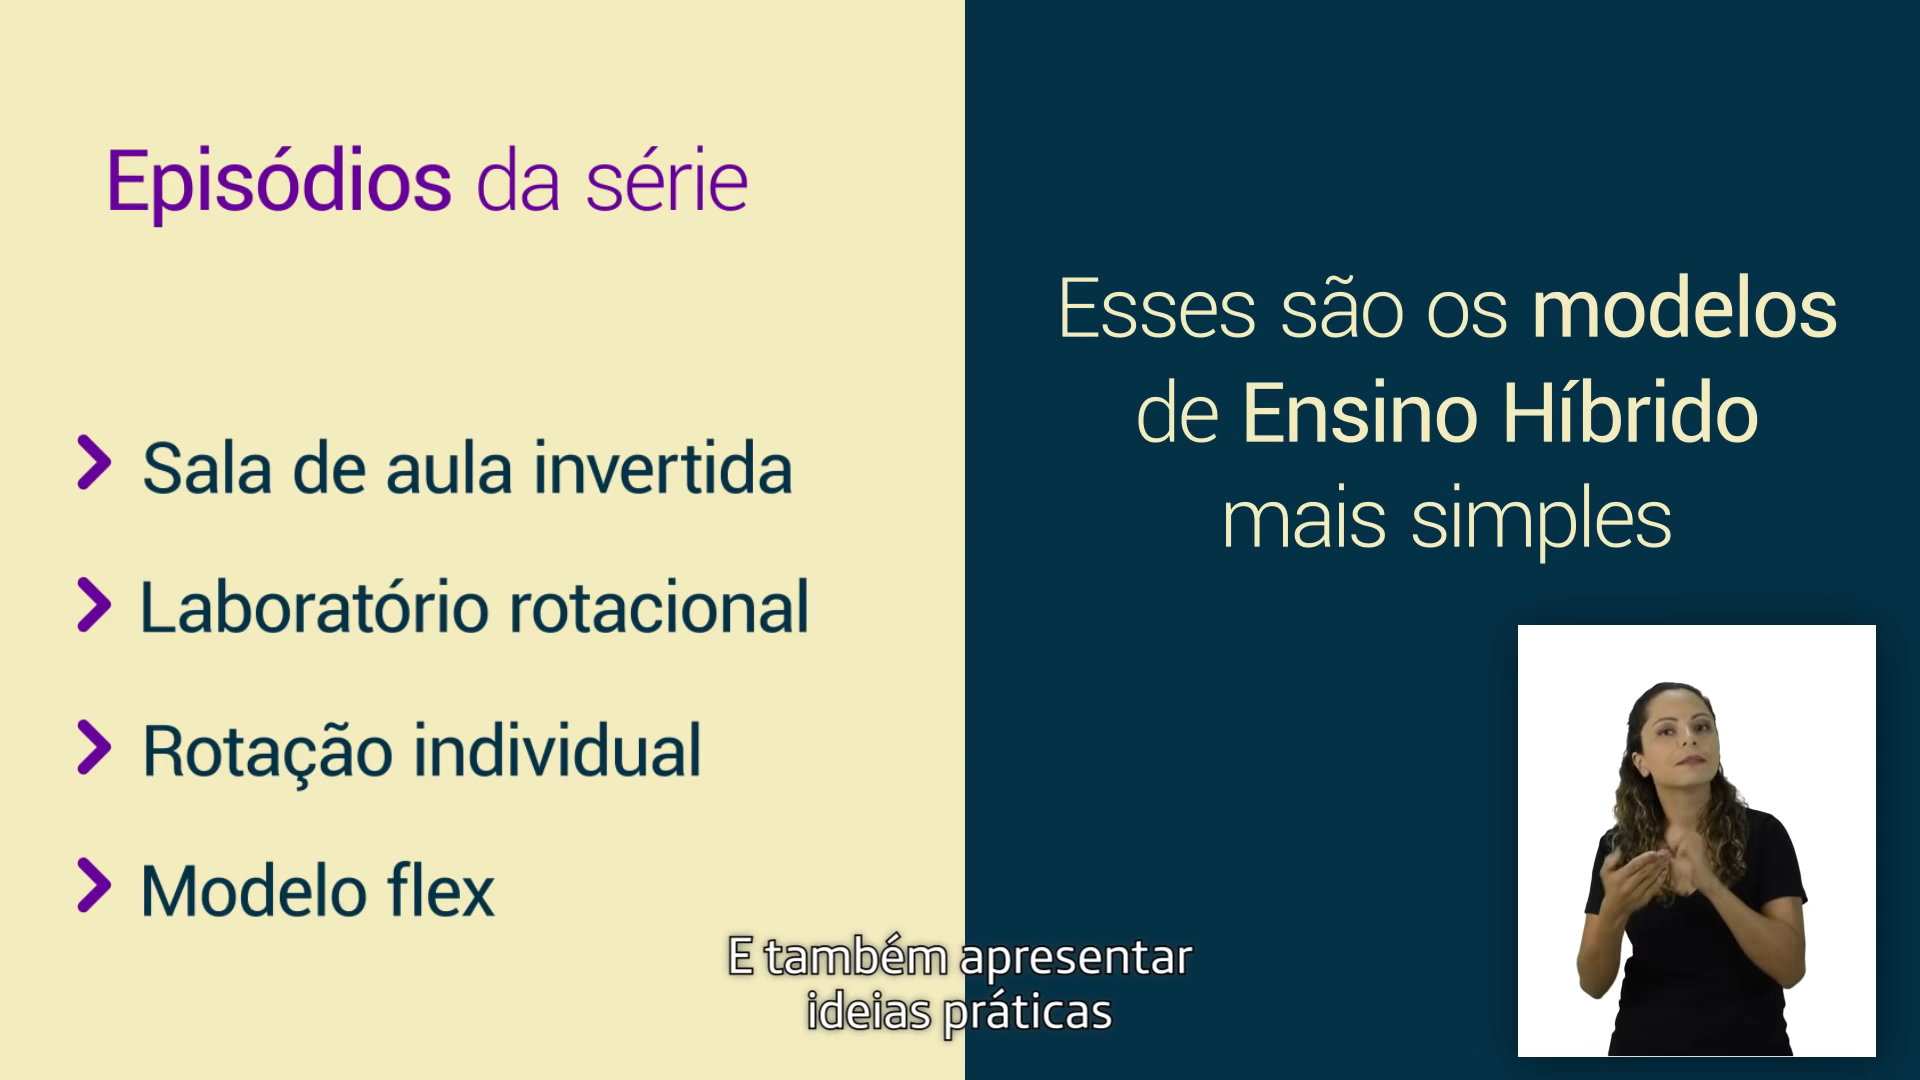 Episódios da série
Sala de aula invertida
Laboratório rotacional
Rotação individual
Modelo flex
Esses são os modelos
de Ensino Híbrido
mais simples
E também apresentar
ideias práticas